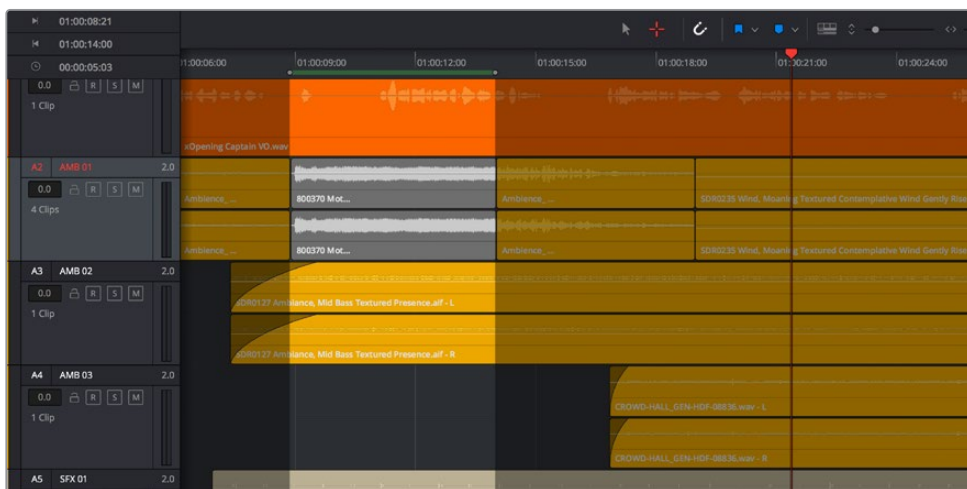 01:00:08:21
01:00:14:00
00:00:05:03
01:00:06:00 01:00:09:00 01:00:12:00 01:00:15:00 01:00:18:00 01:00:21:00 01:00:24:00
0.0 R S M
1 Clip
xOpening Captain VO.wav
A2 AMB 01 2.0
0.0 R S M
4 Clips
Ambience_ ... 800370 Mot... Ambience_ ... SDR0235 Wind, Moaning Textured Contemplative Wind Gently Rise
Ambience_ ... 800370 Mot... Ambience_ ... SDR0235 Wind, Moaning Textured Contemplative Wind Gently Rise
A3 AMB 02 2.0
0.0 R S M
1 Clip
SDR0127 Ambiance, Mid Bass Textured Presence.aif - L
SDR0127 Ambiance, Mid Bass Textured Presence.aif - R
A4 AMB 03 2.0
0.0 R S M
1 Clip
CROWD-HALL_GEN-HDF-08836.wav - L
CROWD-HALL_GEN-HDF-08836.wav - R
A5 SFX 01 2.0